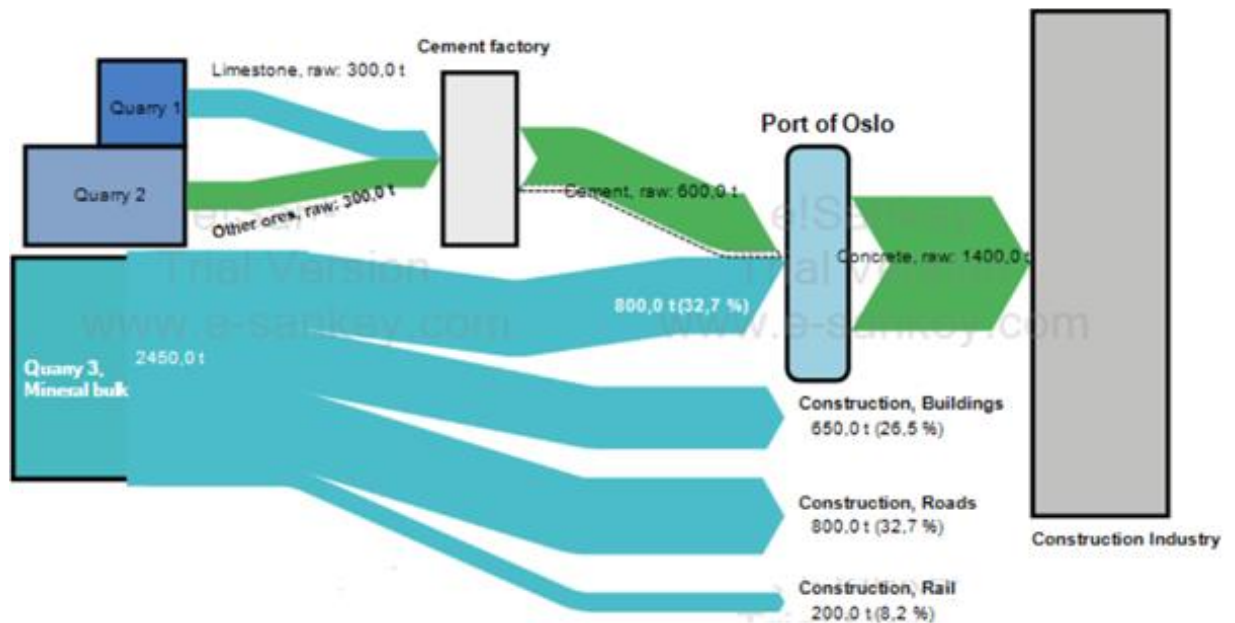 Cement factory
Limestone, raw: 300,0 t
Quarry 1
Port of Oslo
Quarry 2
Cement, raw: 600,0 t
Other ores, raw: 300,0 t
e!Sankey
Trial Version
www.e-sankey.com
Concrete, raw: 1400,0 t
www.e-sankey.com
800,0 t (32,7 %)
2450,0 t
Quarry 3,
Mineral bulk
Construction, Buildings
650,0 t (26,5 %)
Construction, Roads
800,0 t (32,7 %)
Construction Industry
Construction, Rail
200,0 t (8,2 %)